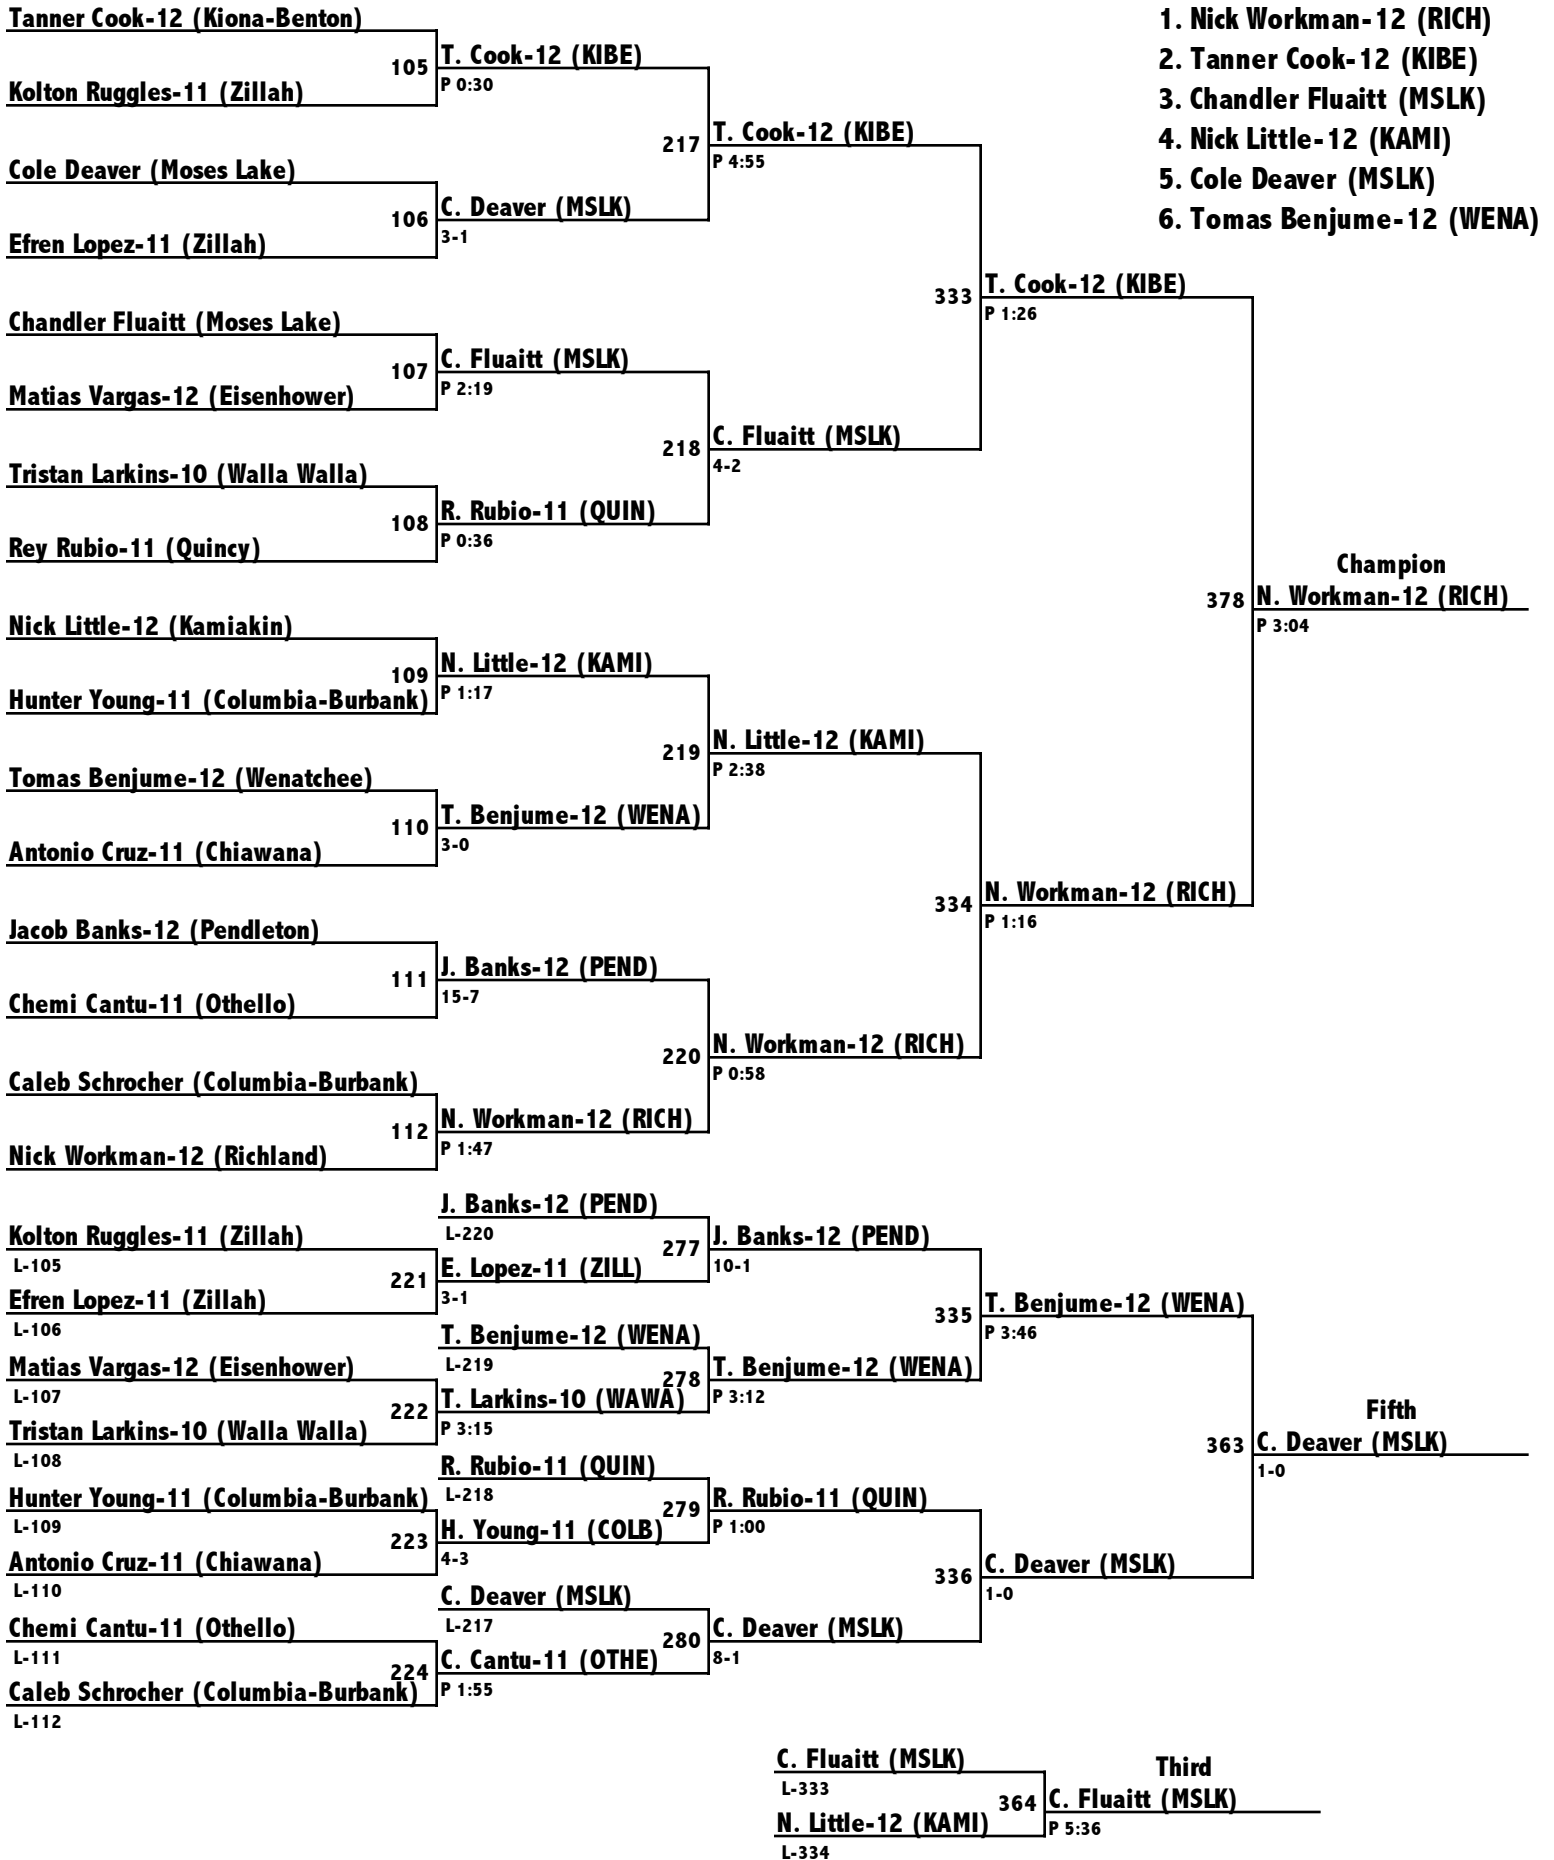 Tanner Cook-12 (Kiona-Benton)
105
T. Cook-12 (KIBE)
P 0:30
Kolton Ruggles-11 (Zillah)
217
T. Cook-12 (KIBE)
P 4:55
Cole Deaver (Moses Lake)
106
C. Deaver (MSLK)
3-1
Efren Lopez-11 (Zillah)
333
T. Cook-12 (KIBE)
P 1:26
Chandler Fluaitt (Moses Lake)
107
C. Fluaitt (MSLK)
P 2:19
Matias Vargas-12 (Eisenhower)
218
C. Fluaitt (MSLK)
4-2
Tristan Larkins-10 (Walla Walla)
108
R. Rubio-11 (QUIN)
P 0:36
Rey Rubio-11 (Quincy)
1. Nick Workman-12 (RICH)
2. Tanner Cook-12 (KIBE)
3. Chandler Fluaitt (MSLK)
4. Nick Little-12 (KAMI)
5. Cole Deaver (MSLK)
6. Tomas Benjume-12 (WENA)
Champion
378
N. Workman-12 (RICH)
P 3:04
Nick Little-12 (Kamiakin)
109
N. Little-12 (KAMI)
P 1:17
Hunter Young-11 (Columbia-Burbank)
219
N. Little-12 (KAMI)
P 2:38
Tomas Benjume-12 (Wenatchee)
110
T. Benjume-12 (WENA)
3-0
Antonio Cruz-11 (Chiawana)
334
N. Workman-12 (RICH)
P 1:16
Jacob Banks-12 (Pendleton)
111
J. Banks-12 (PEND)
15-7
Chemi Cantu-11 (Othello)
220
N. Workman-12 (RICH)
P 0:58
Caleb Schrocher (Columbia-Burbank)
112
N. Workman-12 (RICH)
P 1:47
Nick Workman-12 (Richland)
J. Banks-12 (PEND)
L-220
277
J. Banks-12 (PEND)
10-1
Kolton Ruggles-11 (Zillah)
L-105
221
E. Lopez-11 (ZILL)
3-1
Efren Lopez-11 (Zillah)
L-106
335
T. Benjume-12 (WENA)
P 3:46
T. Benjume-12 (WENA)
L-219
278
T. Benjume-12 (WENA)
P 3:12
Matias Vargas-12 (Eisenhower)
L-107
222
T. Larkins-10 (WAWA)
P 3:15
Tristan Larkins-10 (Walla Walla)
L-108
Fifth
363
C. Deaver (MSLK)
1-0
R. Rubio-11 (QUIN)
L-218
279
R. Rubio-11 (QUIN)
P 1:00
Hunter Young-11 (Columbia-Burbank)
L-109
223
H. Young-11 (COLB)
4-3
Antonio Cruz-11 (Chiawana)
L-110
336
C. Deaver (MSLK)
1-0
C. Deaver (MSLK)
L-217
280
C. Deaver (MSLK)
8-1
Chemi Cantu-11 (Othello)
L-111
224
C. Cantu-11 (OTHE)
P 1:55
Caleb Schrocher (Columbia-Burbank)
L-112
C. Fluaitt (MSLK)
L-333
Third
364
C. Fluaitt (MSLK)
P 5:36
N. Little-12 (KAMI)
L-334